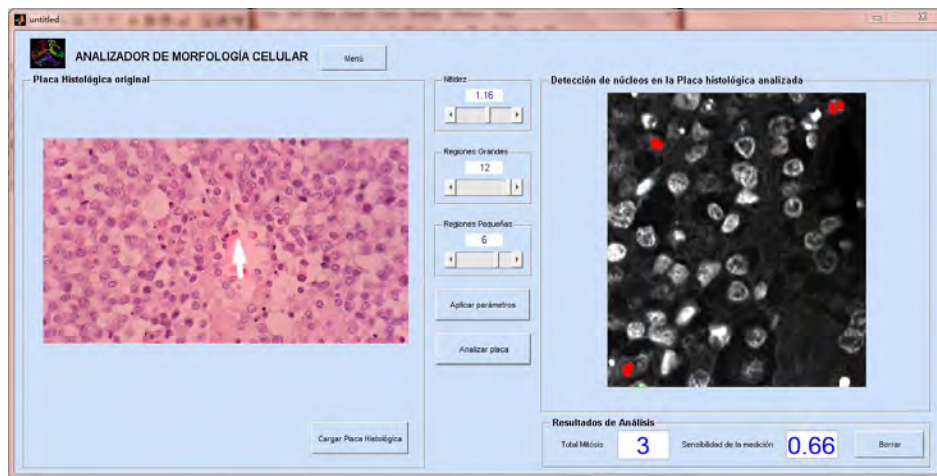 untitled
ANALIZADOR DE MORFOLOGÍA CELULAR
Menú
Placa Histológica original
Cargar Placa Histológica
Nitidez
1.16
Regiones Grandes
12
Regiones Pequeñas
6
Aplicar parámetros
Analizar placa
Detección de núcleos en la Placa histológica analizada
Resultados de Análisis
Total Mitósis
3
Sensibilidad de la medición
0.66
Borrar